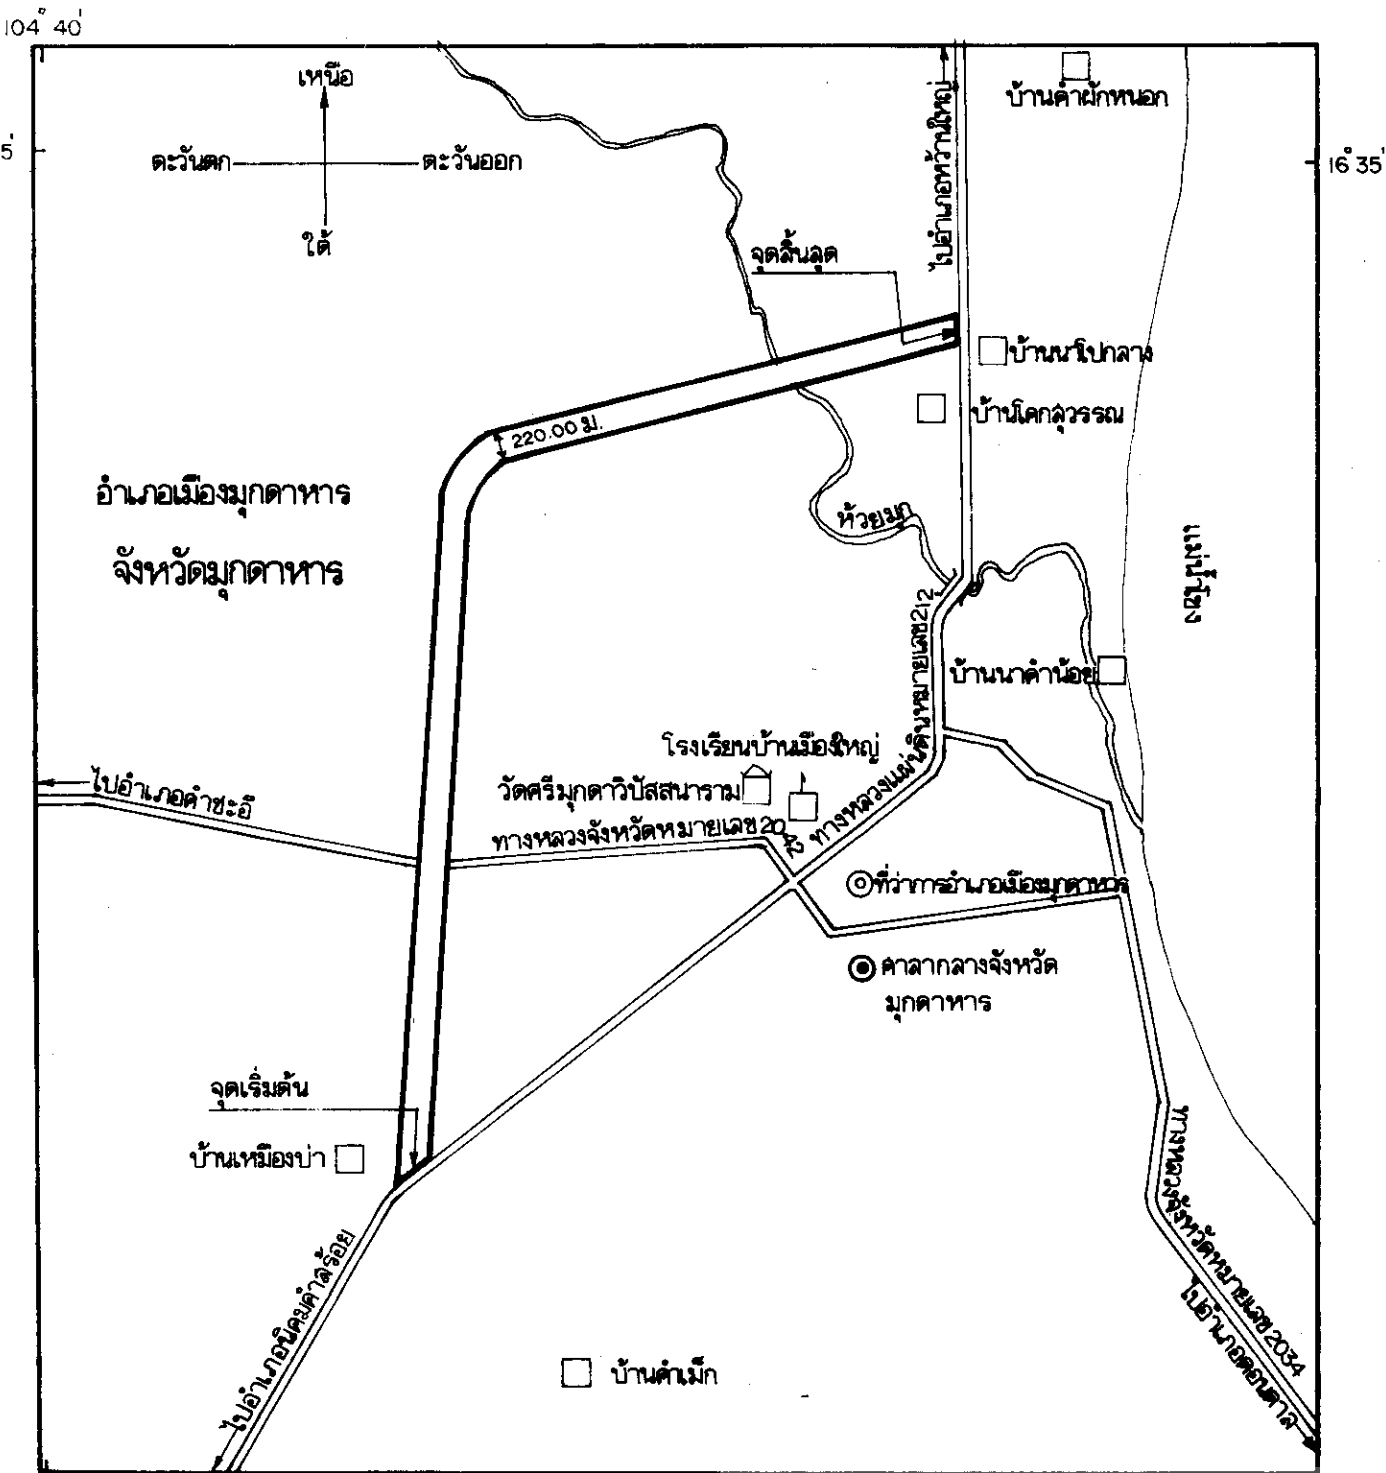 104° 40'
เหนือ
ตะวันตก
ตะวันออก
ใต้
5'
16° 35'
บ้านคำผักหนอก
ไปอำเภอหว้านใหญ่
จุดสิ้นสุด
บ้านนาโปกลาง
บ้านโคกสุวรรณ
220.00 ม.
อำเภอเมืองมุกดาหาร
จังหวัดมุกดาหาร
ห้วยมุก
แม่น้ำโขง
บ้านนาคำน้อย
ทางหลวงแผ่นดินหมายเลข 212
โรงเรียนบ้านเมืองใหม่
วัดศรีมุกดาวิปัสสนาราม
ไปอำเภอคำชะอี
ทางหลวงจังหวัดหมายเลข 2042
ที่ว่าการอำเภอเมืองมุกดาหาร
ศาลากลางจังหวัด
มุกดาหาร
จุดเริ่มต้น
บ้านเหมืองบ่า
ทางหลวงจังหวัดหมายเลข 2034
ไปอำเภอดอนตาล
ไปอำเภอนิคมคำสร้อย
บ้านคำเม็ก